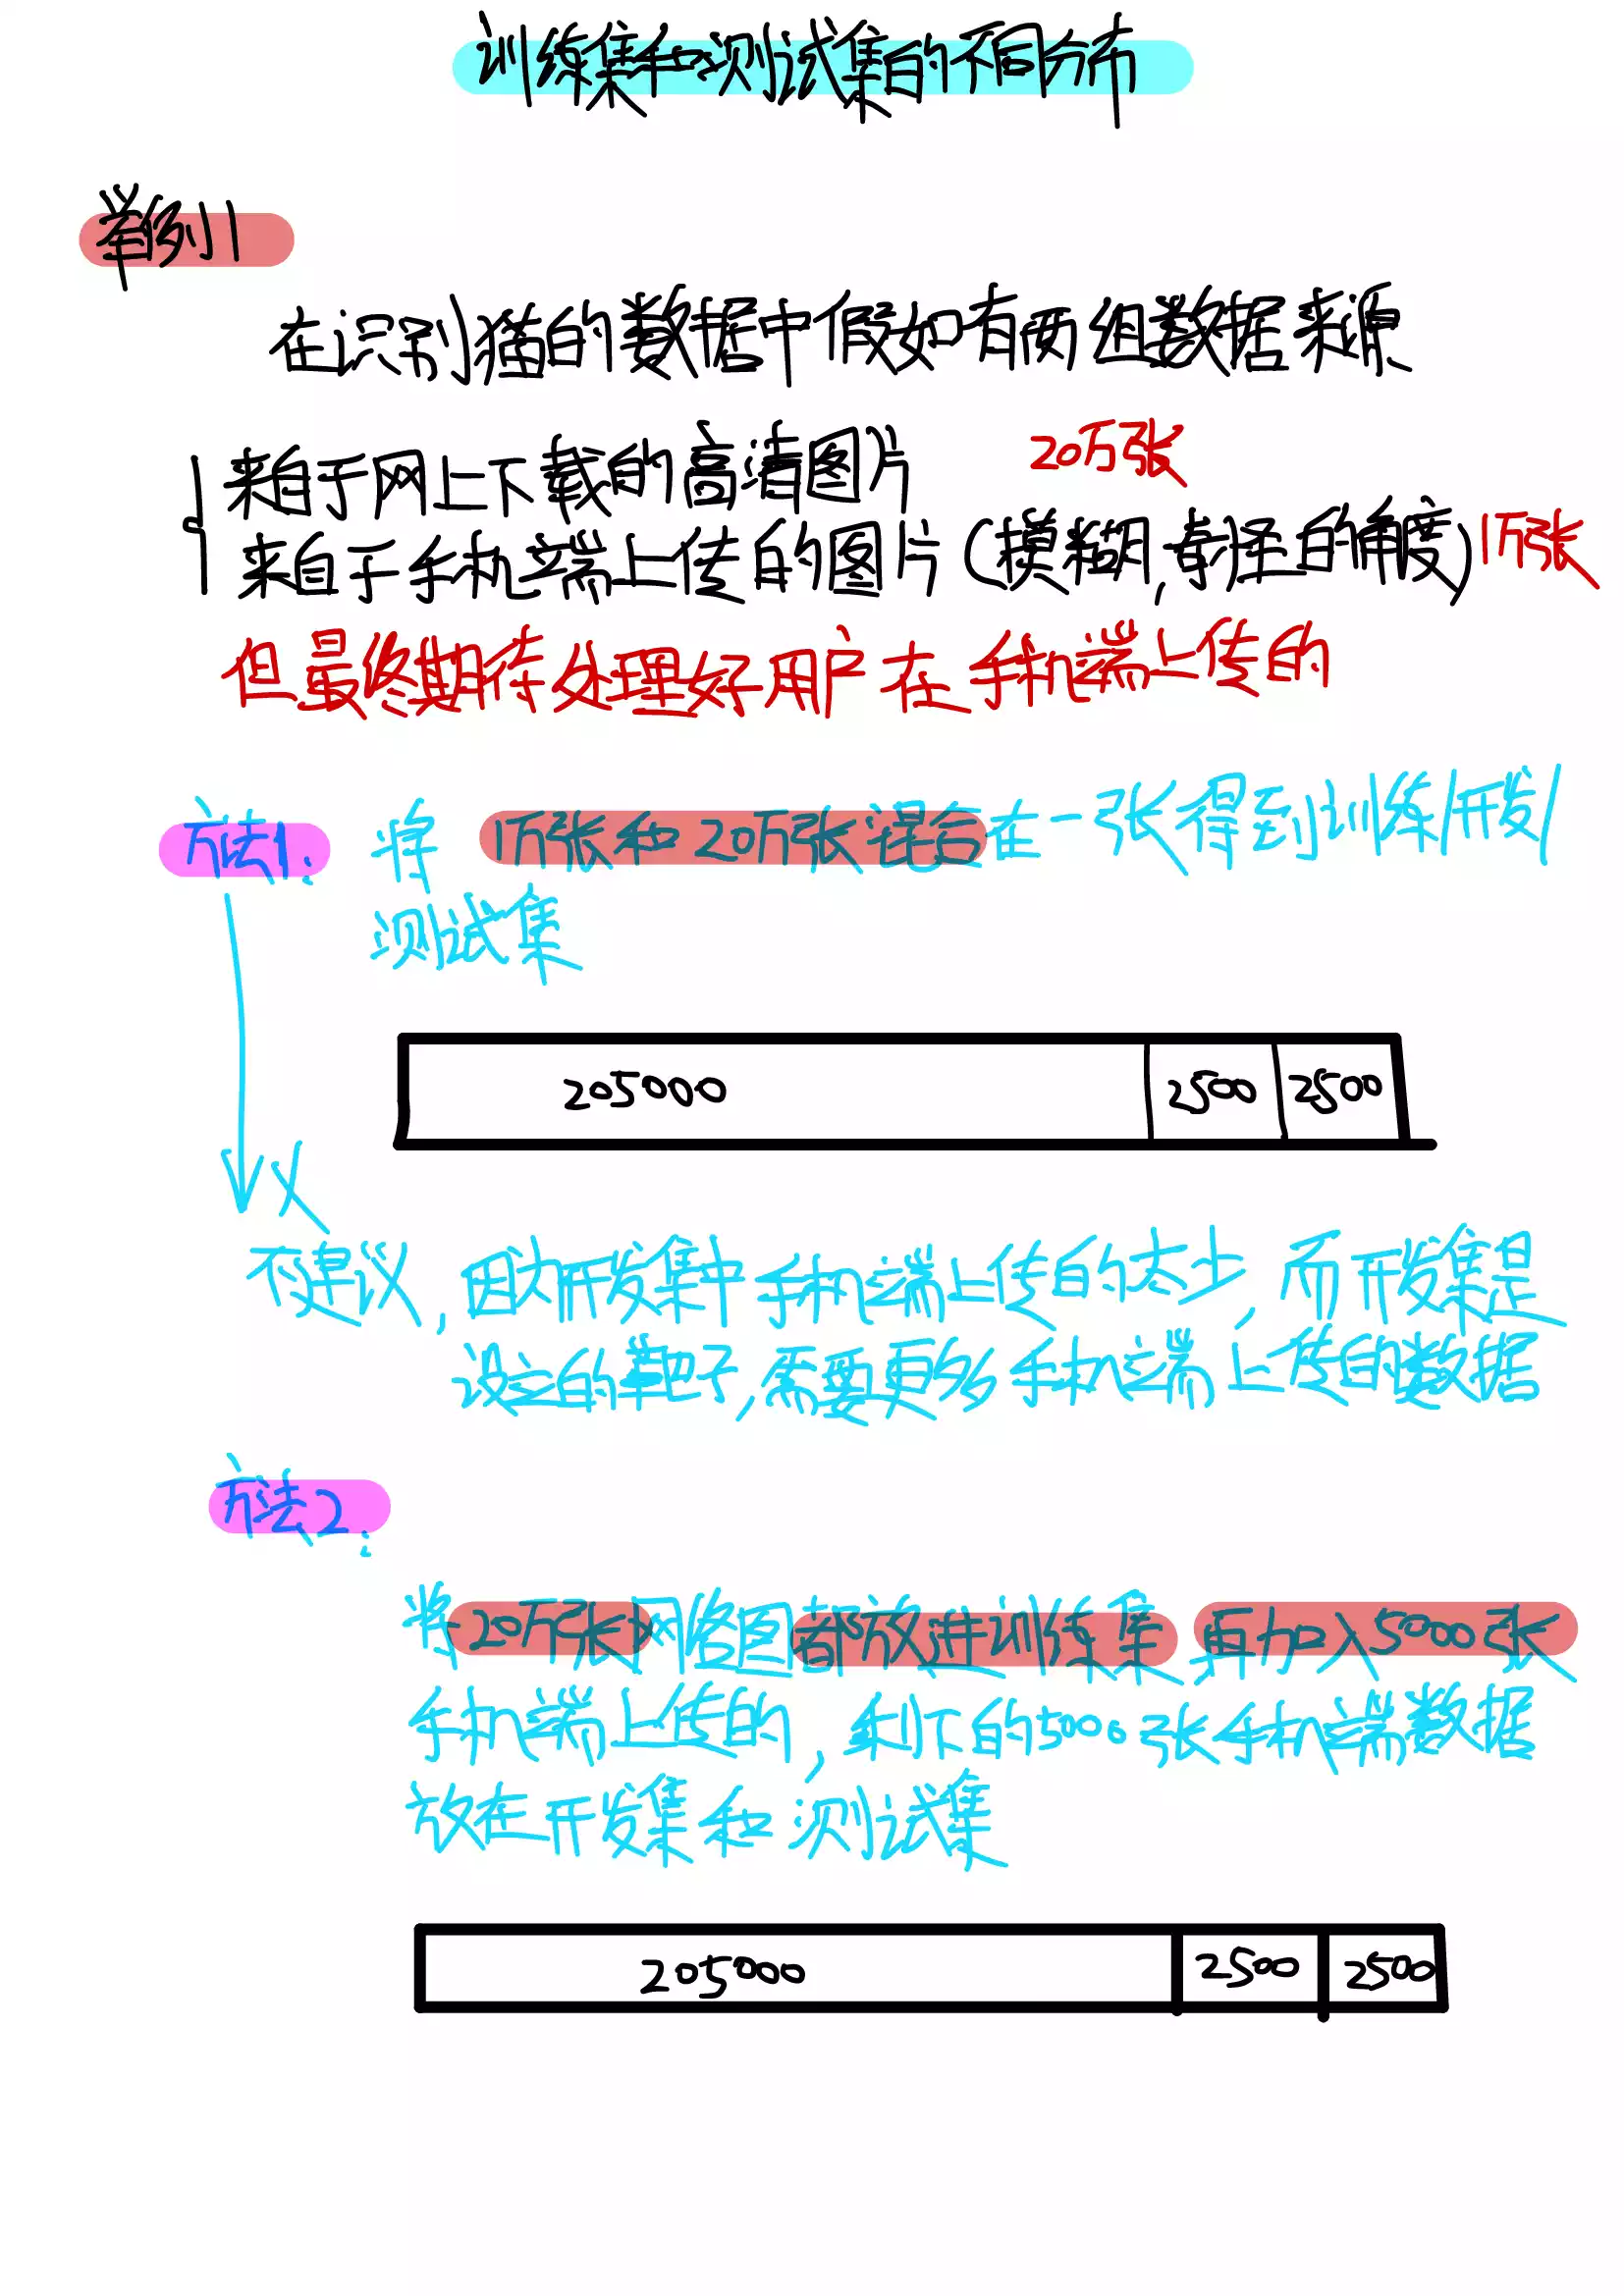 训练集和测试集的不同分布
举例1
在识别猫的数据中假如有两组数据来源
来自于网上下载的高清图片 20万张
来自于手机端上传的图片(模糊,奇怪的角度) 1万张
但最终期待处理好用户在手机端上传的
方法1: 将1万张和20万张混合在一张得到训练/开发/
测试集
205000 2500 2500
不建议, 因为开发集中手机端上传的太少, 而开发集是
设立的靶子, 需要更多手机端上传的数据
方法2:
将20万张网络图都放进训练集 再加入5000张
手机端上传的, 剩下的5000张手机端数据
放在开发集和测试集
205000 2500 2500